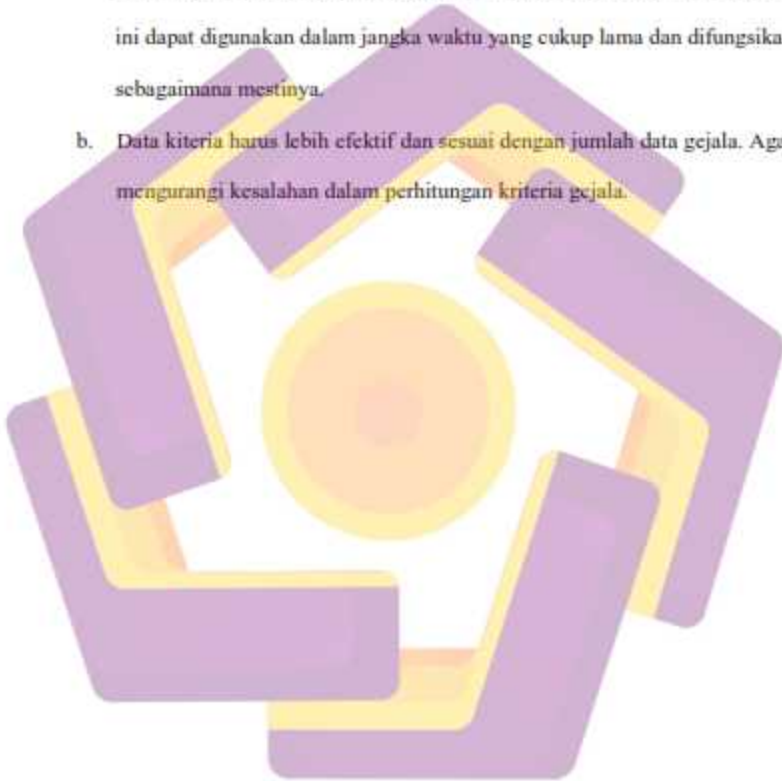 ini dapat digunakan dalam jangka waktu yang cukup lama dan difungsika
sebagaimana mestinya.
b. Data kiteria harus lebih efektif dan sesuai dengan jumlah data gejala. Aga
mengurangi kesalahan dalam perhitungan kriteria gejala.